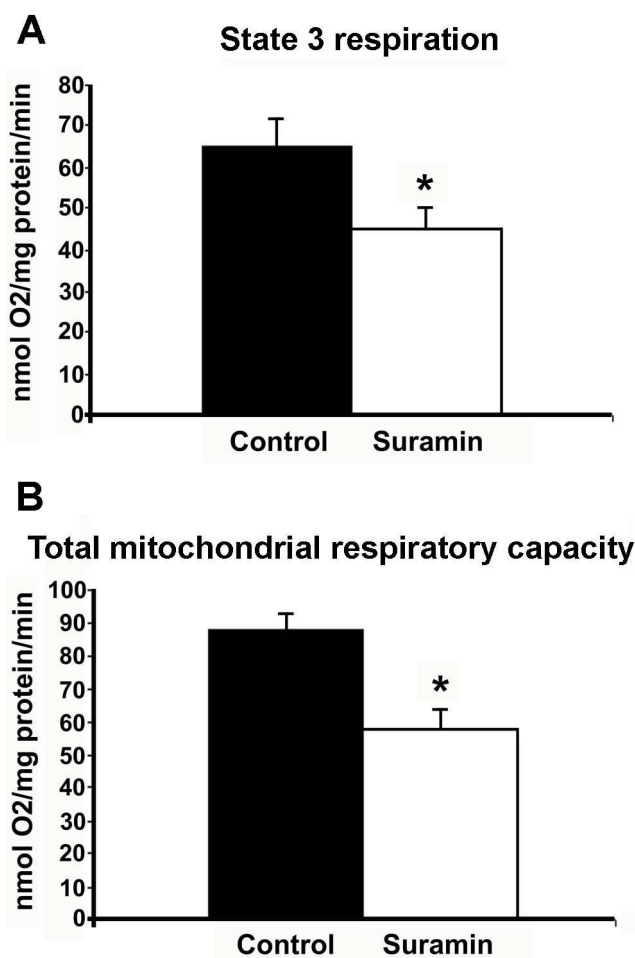 A
State 3 respiration
nmol O2/mg protein/min
80
70
60
50
40
30
20
10
0
*
Control Suramin
B
Total mitochondrial respiratory capacity
nmol O2/mg protein/min
100
90
80
70
60
50
40
30
20
10
0
*
Control Suramin